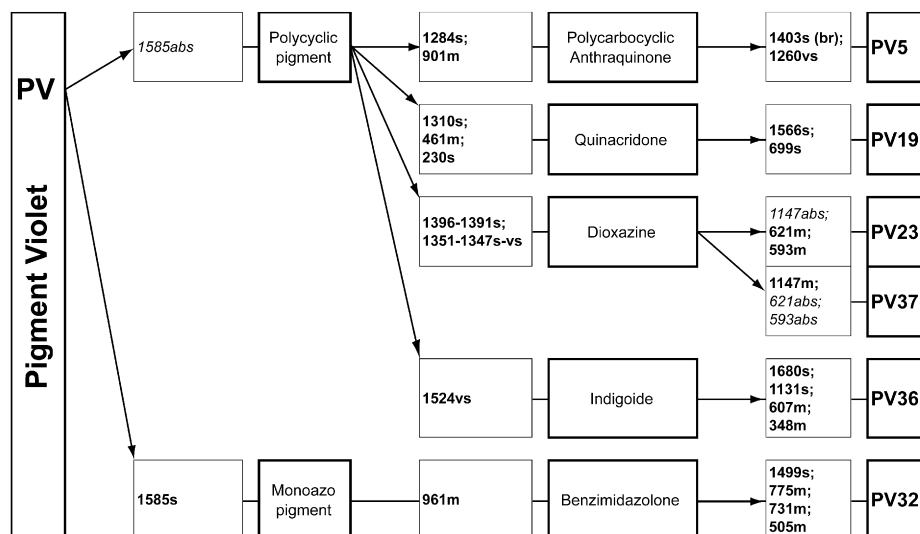 PV
Pigment Violet
1585abs
Polycyclic
pigment
1284s;
901m
Polycarbocyclic
Anthraquinone
1403s (br);
1260vs
PV5
1310s;
461m;
230s
Quinacridone
1566s;
699s
PV19
1396-1391s;
1351-1347s-vs
Dioxazine
1147abs;
621m;
593m
PV23
1147m;
621abs;
593abs
PV37
1524vs
Indigoide
1680s;
1131s;
607m;
348m
PV36
1585s
Monoazo
pigment
961m
Benzimidazolone
1499s;
775m;
731m;
505m
PV32